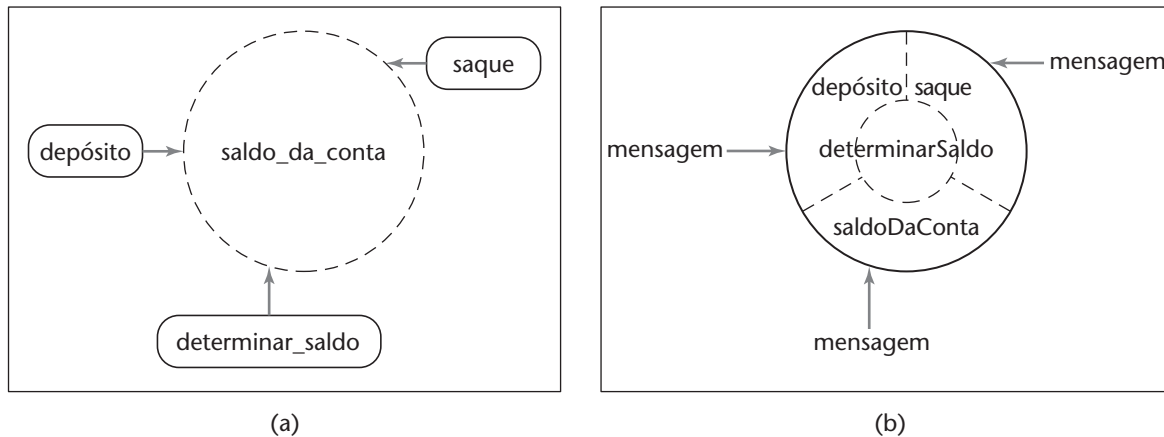 saque
depósito
saldo_da_conta
determinar_saldo
(a)
mensagem
depósito saque
mensagem
determinarSaldo
saldoDaConta
mensagem
(b)